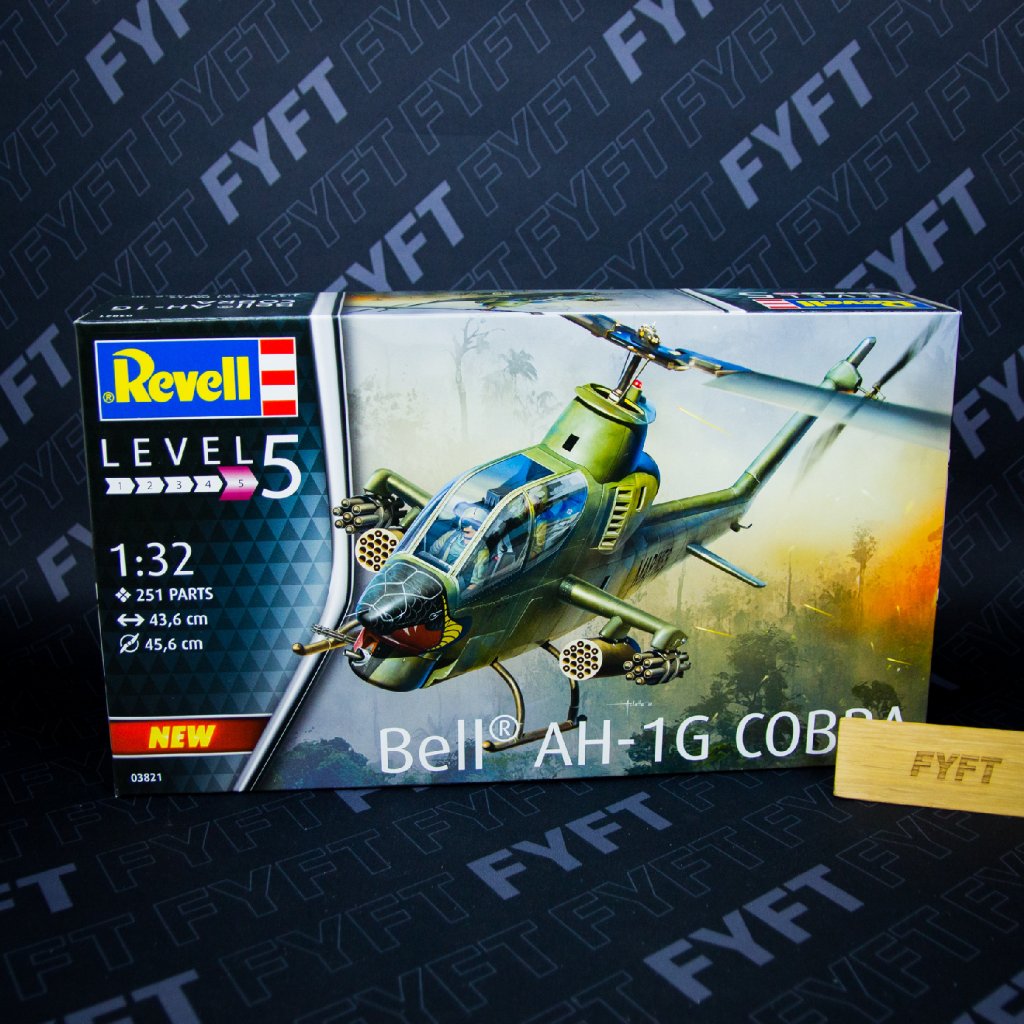 FYFT
Revell
®
LEVEL 5
1 2 3 4 5
1:32
251 PARTS
43,6 cm
45,6 cm
NEW
03821
Bell® AH-1G COBRA
FYFT